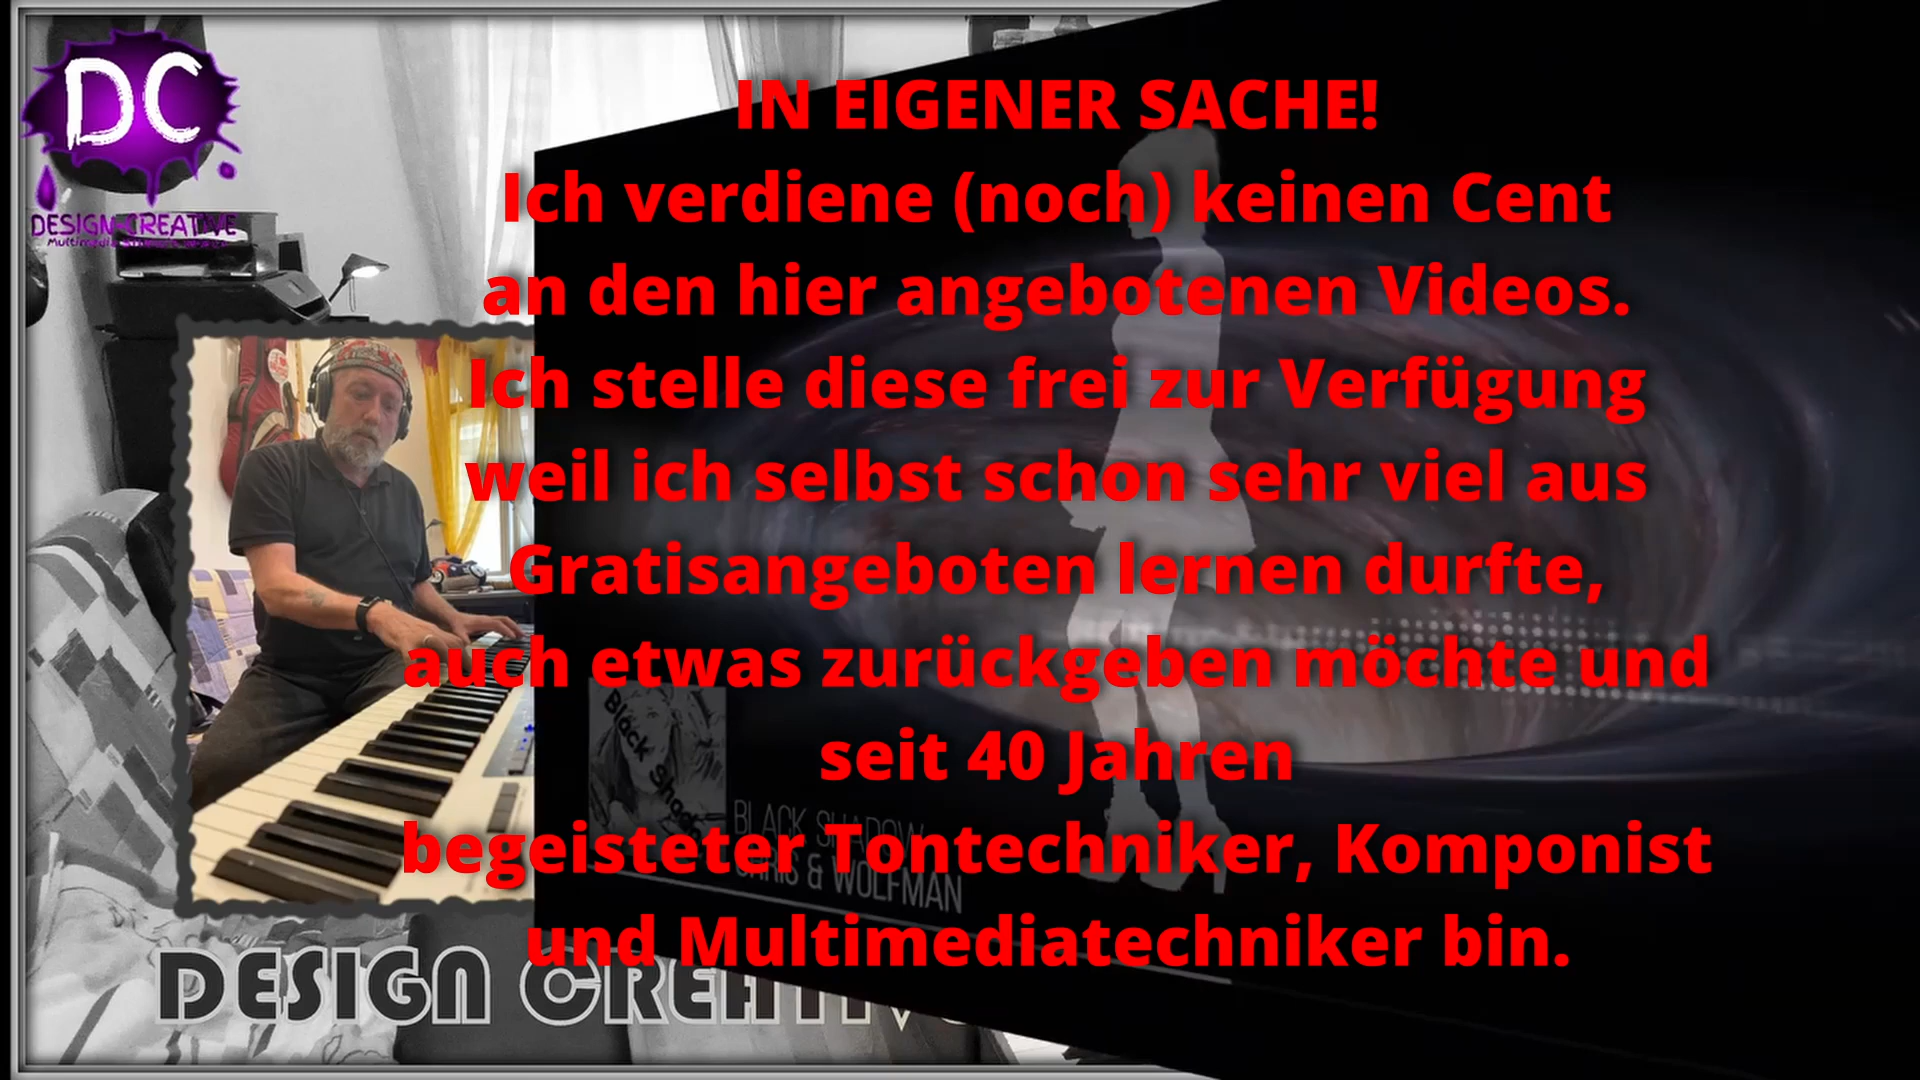 DC
DESIGN-CREATIVE
IN EIGENER SACHE!
Ich verdiene (noch) keinen Cent
an den hier angebotenen Videos.
Ich stelle diese frei zur Verfügung
weil ich selbst schon sehr viel aus
Gratisangeboten lernen durfte,
auch etwas zurückgeben möchte und
seit 40 Jahren
begeisteter Tontechniker, Komponist
und Multimediatechniker bin.
Black Shadow
BLACK SHADOW
CHRIS & WOLFMAN
DESIGN CREATIVE